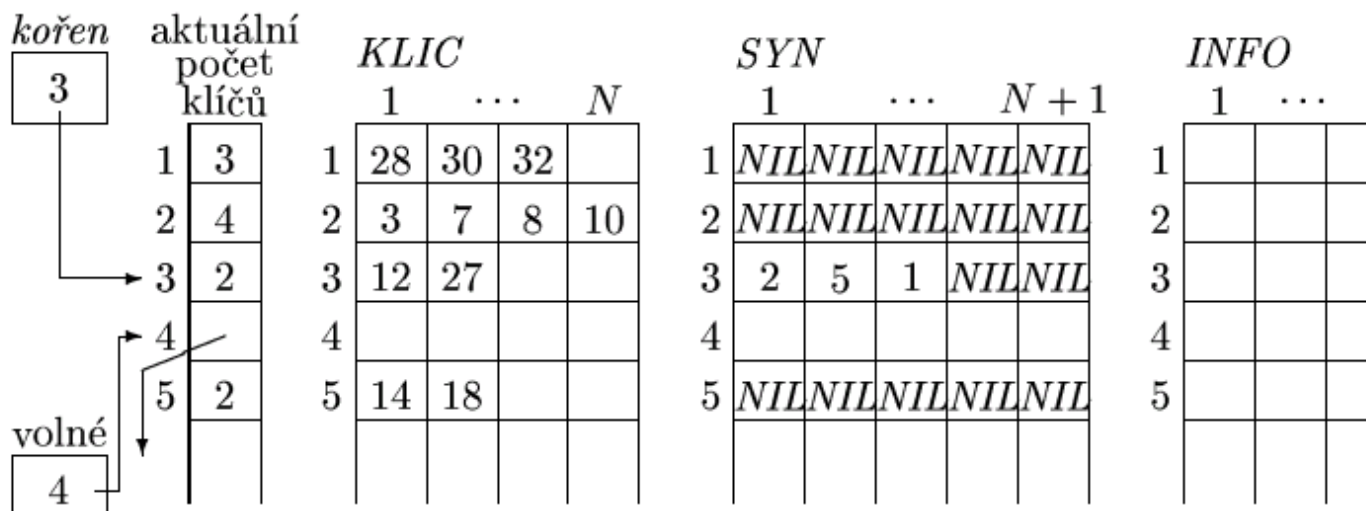 kořen aktuální
počet KLIC SYN INFO
3 klíčů 1 ⋯ N 1 ⋯ N + 1 1 ⋯
1 3 1 28 30 32 1 NIL NIL NIL NIL NIL 1
2 4 2 3 7 8 10 2 NIL NIL NIL NIL NIL 2
3 2 3 12 27 3 2 5 1 NIL NIL 3
4 4 4 4
5 2 5 14 18 5 NIL NIL NIL NIL NIL 5
volné
4